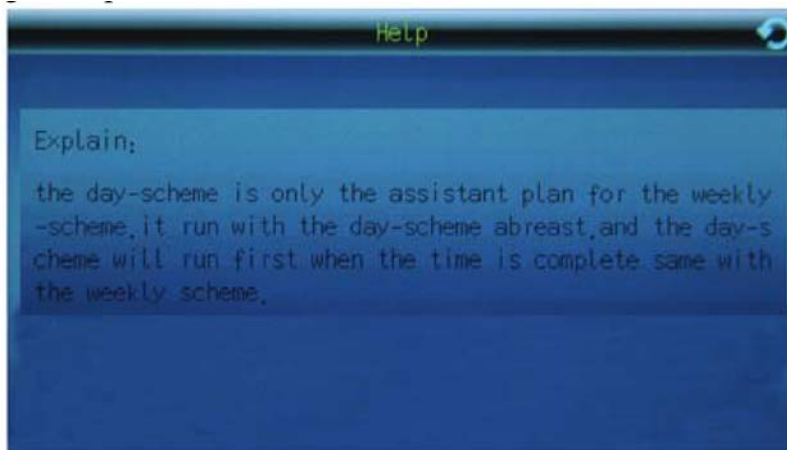 Help
Explain:
the day-scheme is only the assistant plan for the weekly
-scheme,it run with the day-scheme abreast,and the day-s
cheme will run first when the time is complete same with
the weekly scheme.